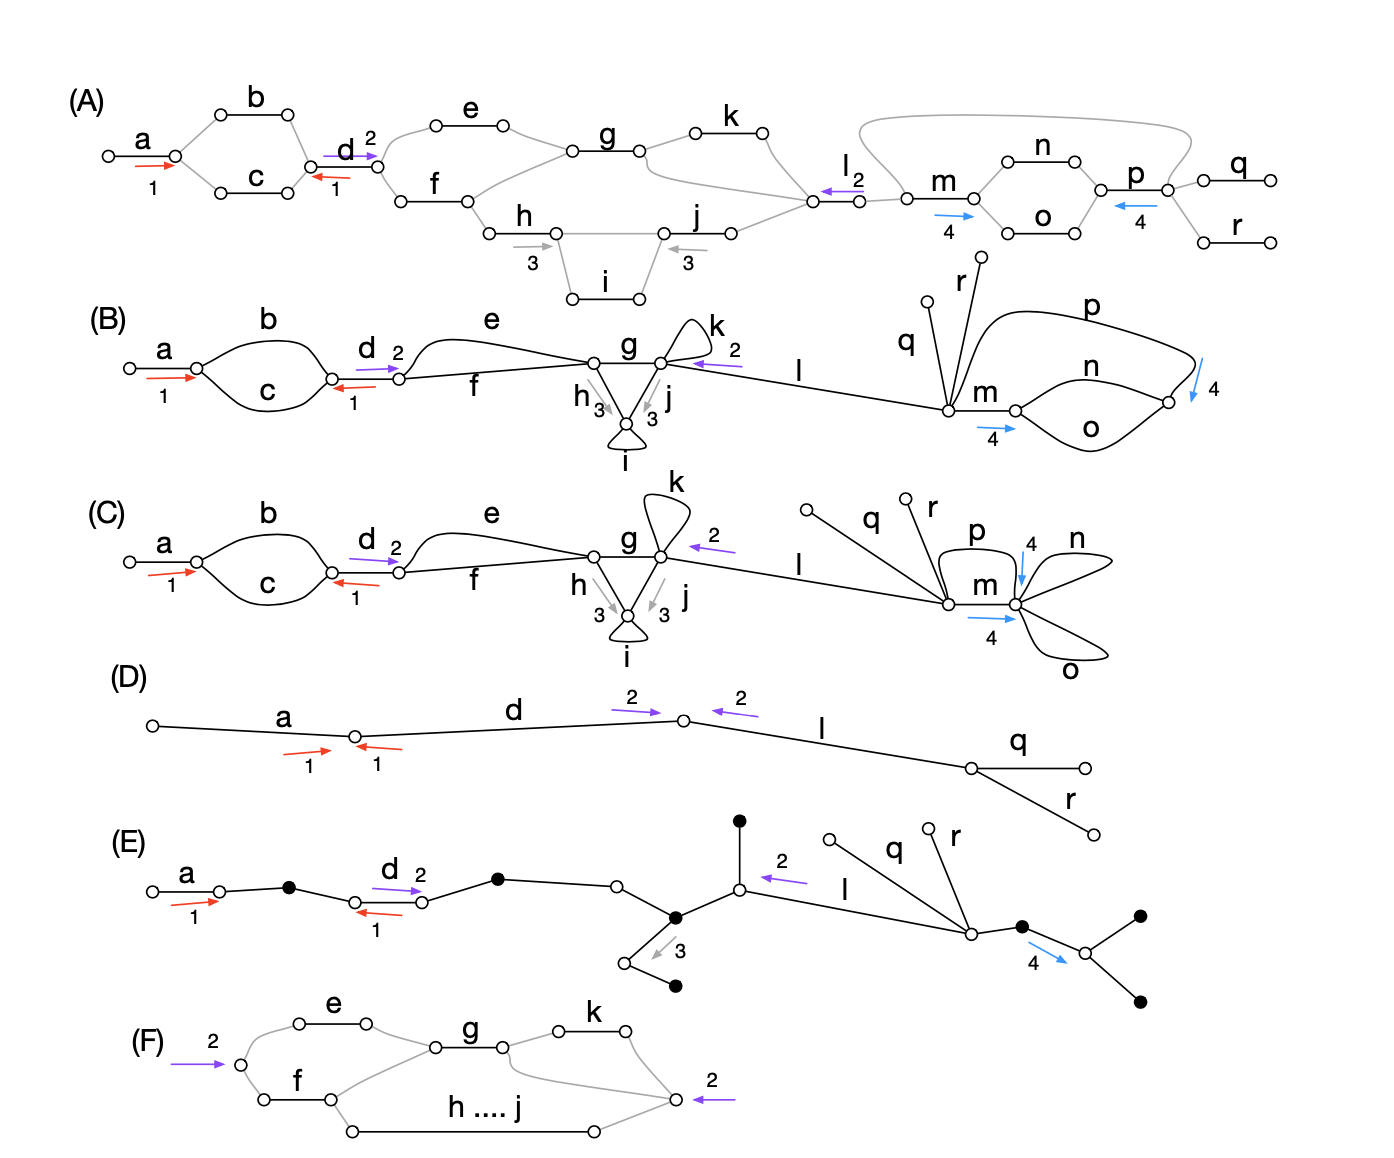 (A)
a b c d e f g h i j k l m n o p q r
1 1 2 2 3 3 4 4
(B)
a b c d e f g h i j k l m n o p q r
1 1 2 2 3 3 4 4
(C)
a b c d e f g h i j k l m n o p q r
1 1 2 2 3 3 4 4
(D)
a d l q r
1 1 2 2
(E)
a d l q r
1 1 2 2 3 4
(F)
e f g k
h .... j
2 2